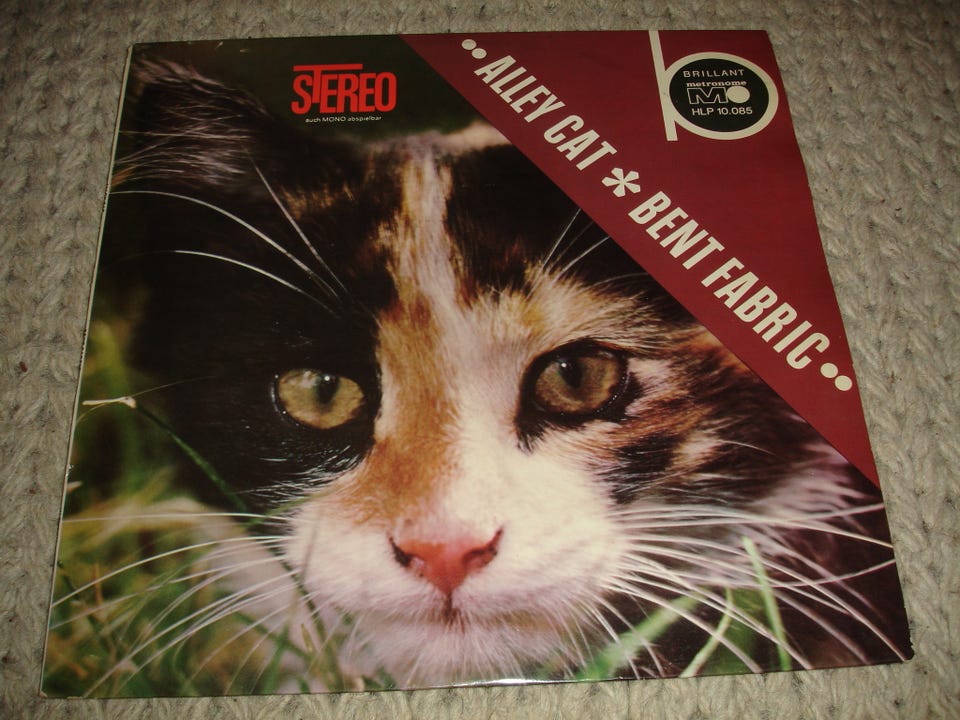 STEREO
auch MONO abspielbar
••ALLEY CAT * BENT FABRIC••
BRILLANT
metronome
MO
HLP 10.085